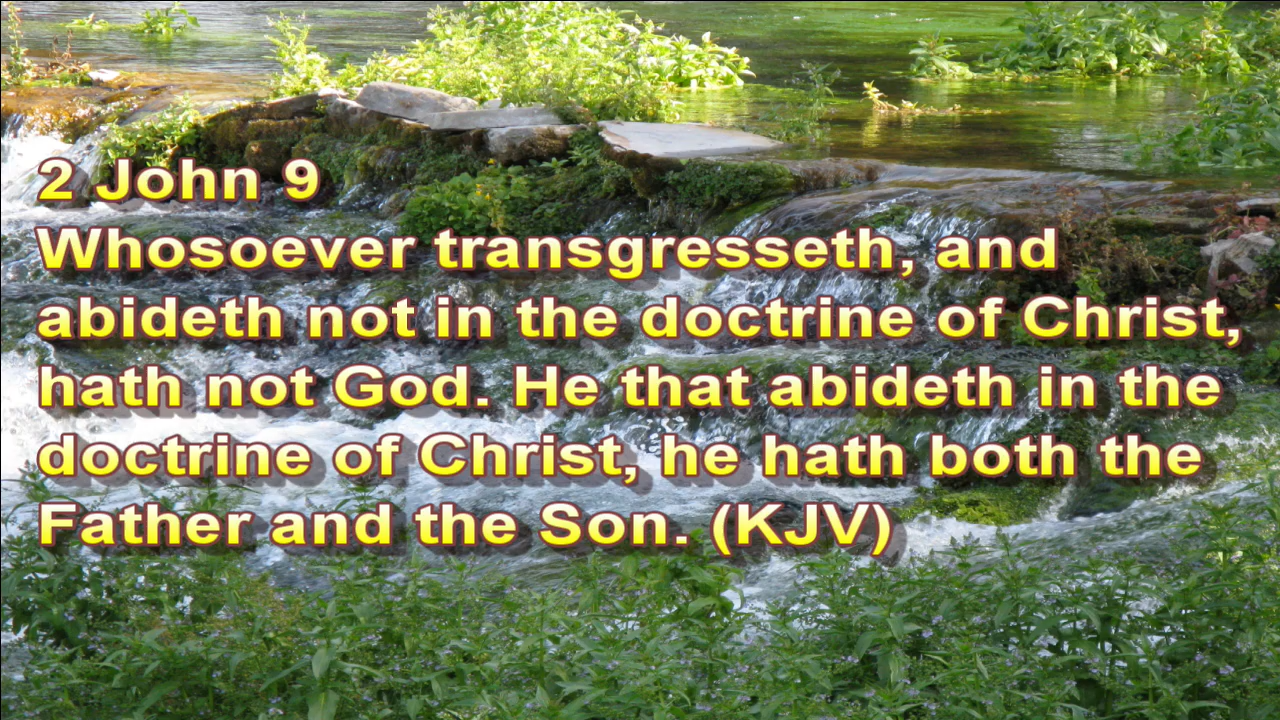 2 John 9
Whosoever transgresseth, and
abideth not in the doctrine of Christ,
hath not God. He that abideth in the
doctrine of Christ, he hath both the
Father and the Son. (KJV)